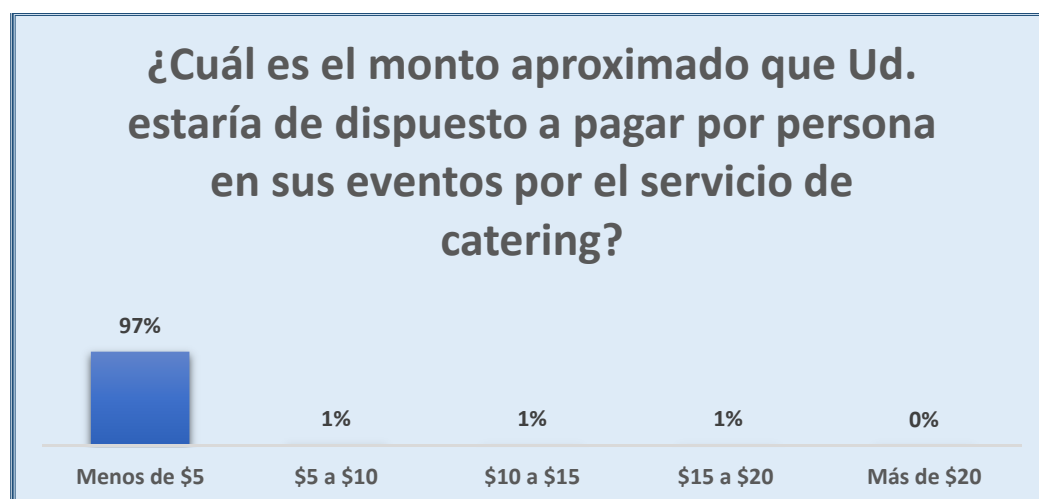 ¿Cuál es el monto aproximado que Ud.
estaría de dispuesto a pagar por persona
en sus eventos por el servicio de
catering?
97%
1%
1%
1%
0%
Menos de $5
$5 a $10
$10 a $15
$15 a $20
Más de $20